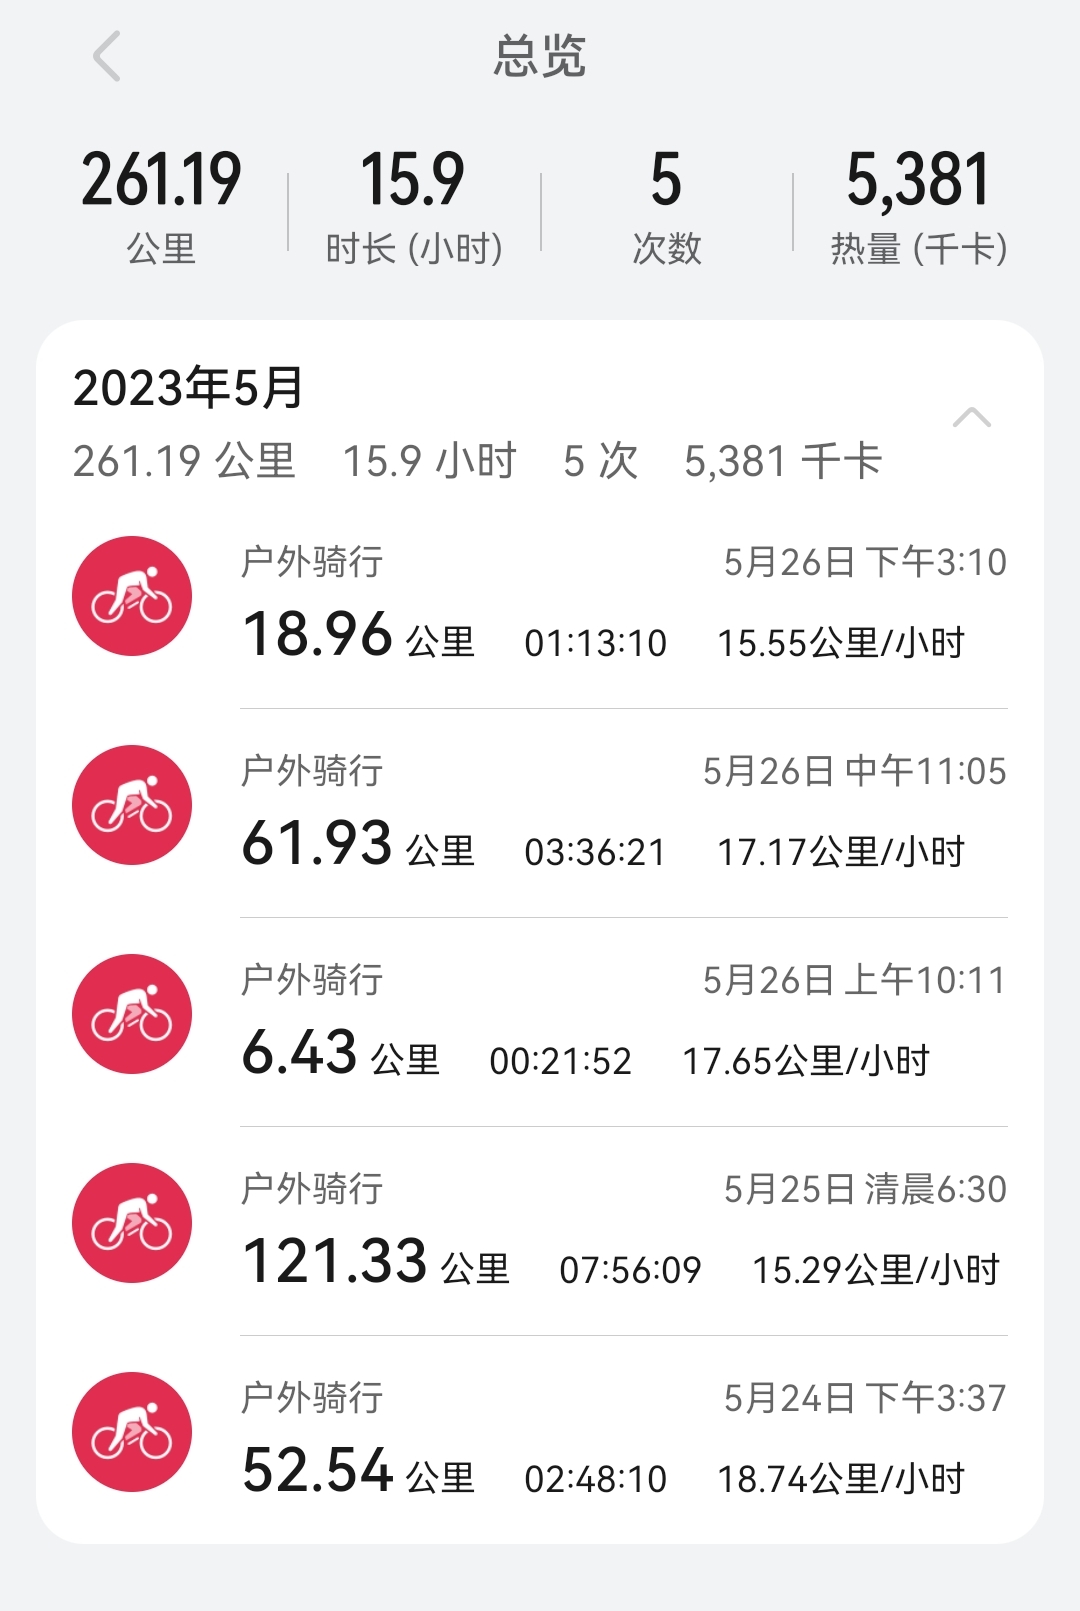 总览
261.19 15.9 5 5,381
公里 时长 (小时) 次数 热量 (千卡)
2023年5月
261.19 公里 15.9 小时 5 次 5,381 千卡
户外骑行 5月26日 下午3:10
18.96 公里 01:13:10 15.55公里/小时
户外骑行 5月26日 中午11:05
61.93 公里 03:36:21 17.17公里/小时
户外骑行 5月26日 上午10:11
6.43 公里 00:21:52 17.65公里/小时
户外骑行 5月25日 清晨6:30
121.33 公里 07:56:09 15.29公里/小时
户外骑行 5月24日 下午3:37
52.54 公里 02:48:10 18.74公里/小时